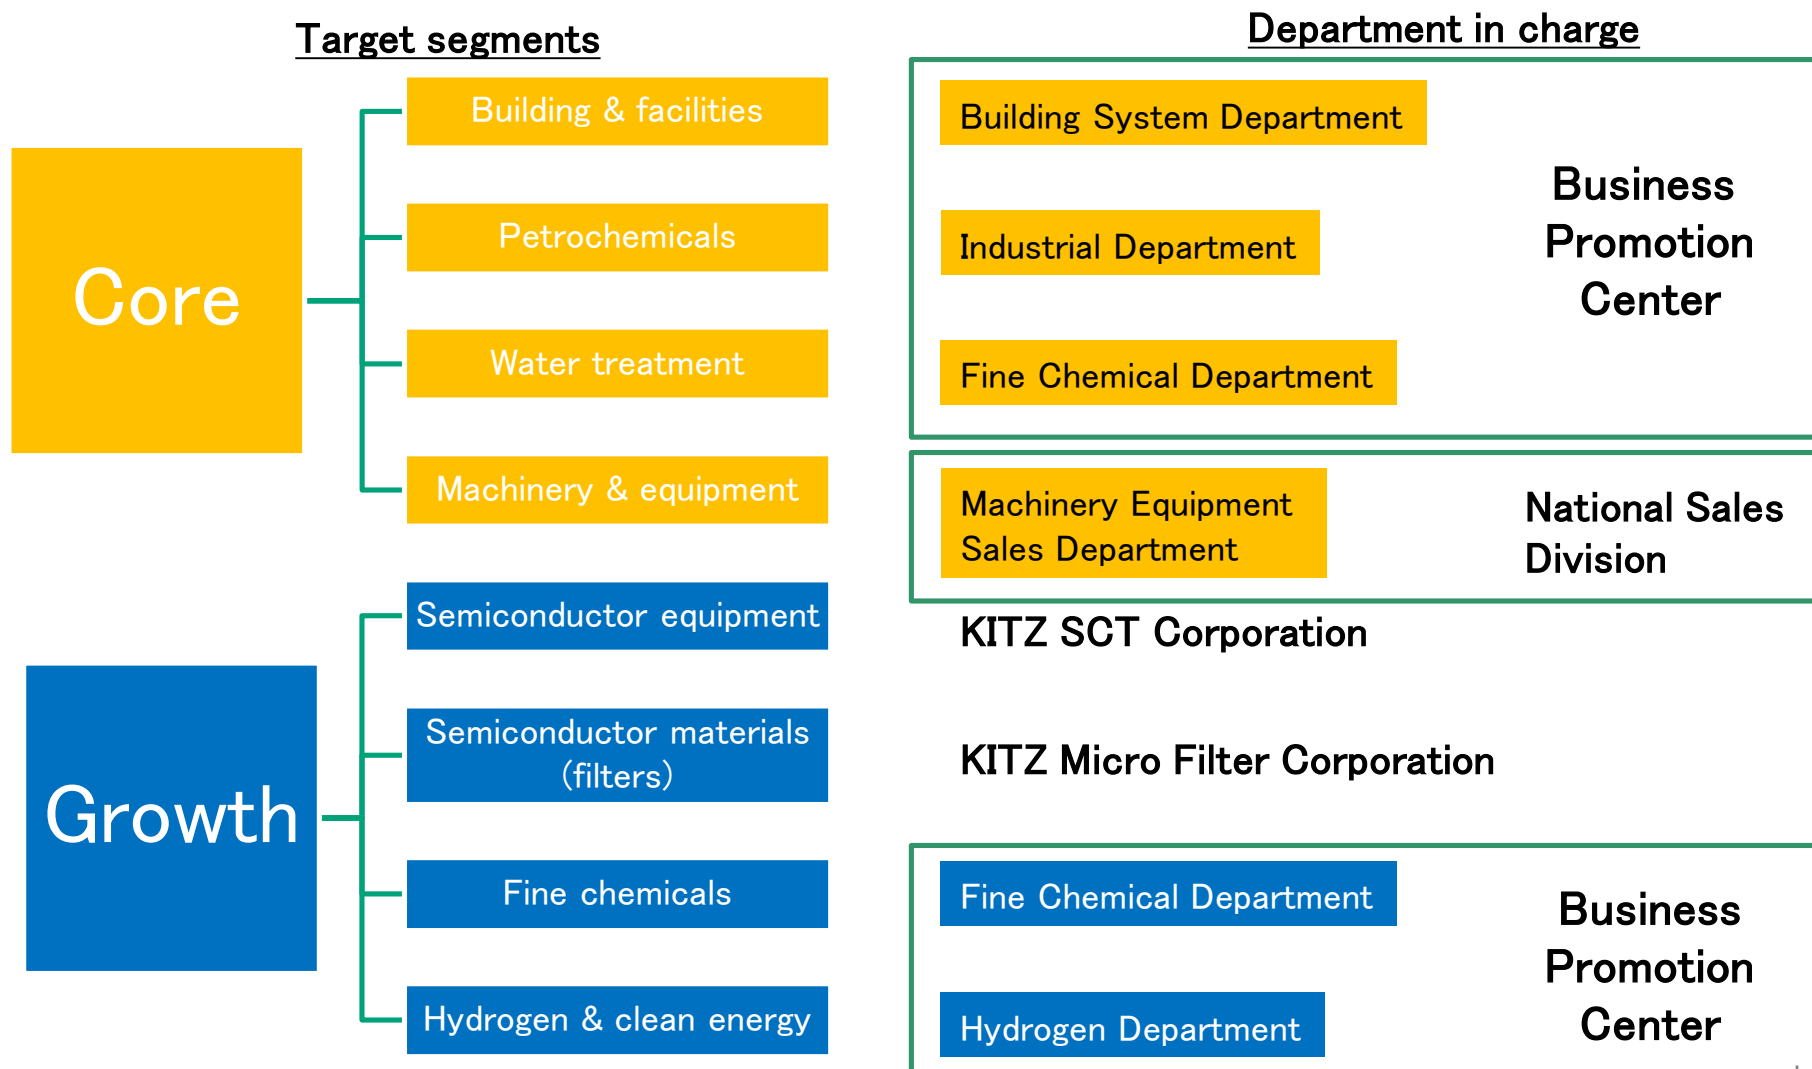 Target segments
Department in charge
Core
Building & facilities
Petrochemicals
Water treatment
Machinery & equipment
Building System Department
Industrial Department
Fine Chemical Department
Business
Promotion
Center
Machinery Equipment
Sales Department
National Sales
Division
Growth
Semiconductor equipment
Semiconductor materials
(filters)
Fine chemicals
Hydrogen & clean energy
KITZ SCT Corporation
KITZ Micro Filter Corporation
Fine Chemical Department
Hydrogen Department
Business
Promotion
Center